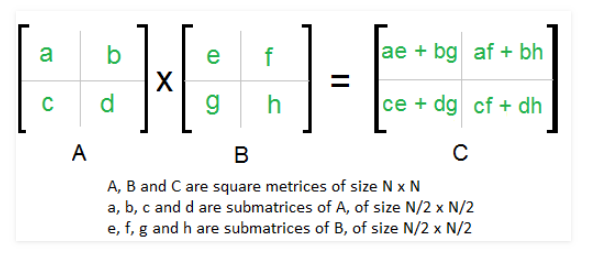 a b e f ae + bg af + bh
X =
c d g h ce + dg cf + dh
A B C
A, B and C are square metrices of size N x N
a, b, c and d are submatrices of A, of size N/2 x N/2
e, f, g and h are submatrices of B, of size N/2 x N/2